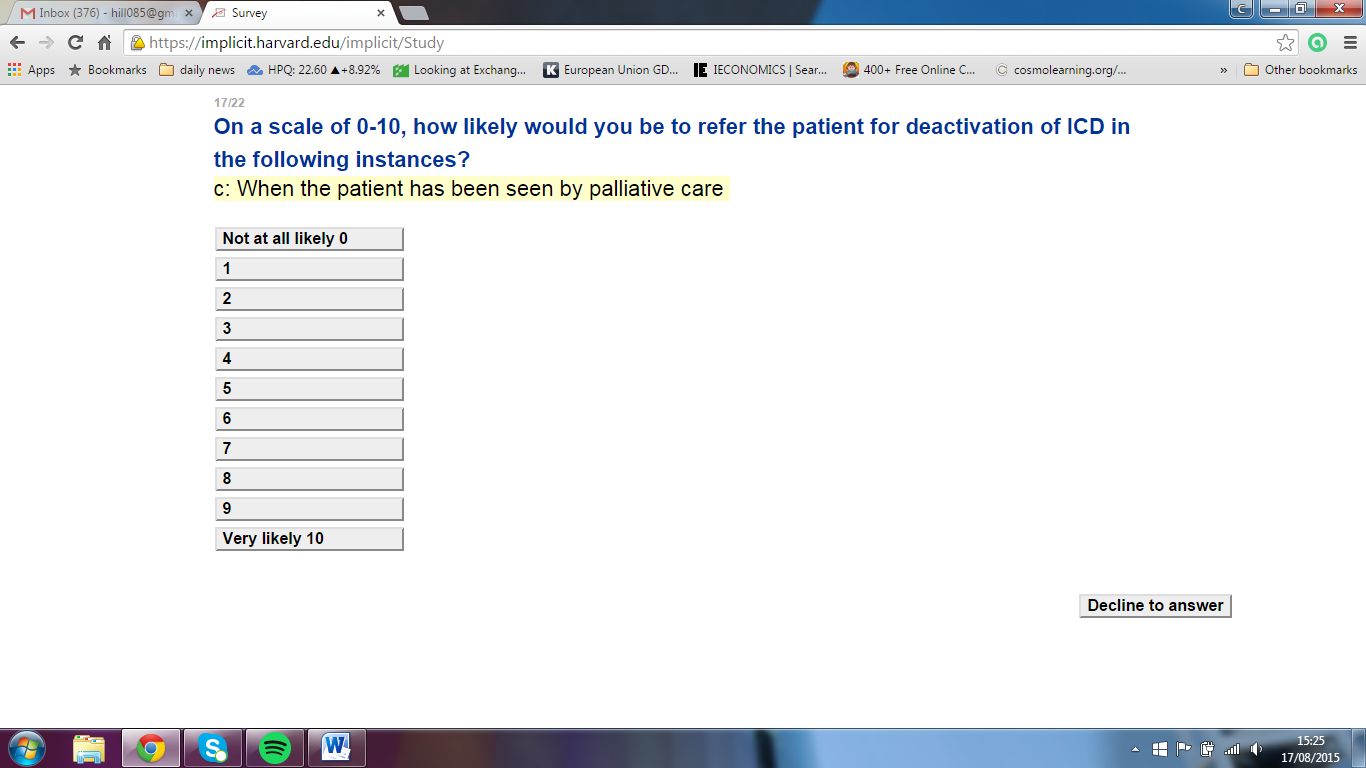 Inbox (376) - hill085@gm
Survey
C
https://implicit.harvard.edu/implicit/Study
Apps
Bookmarks
daily news
HPQ: 22.60 ▲+8.92%
Looking at Exchang...
K
European Union GD...
IE
IECONOMICS | Sear...
400+ Free Online C...
cosmolearning.org/...
»
Other bookmarks
17/22
On a scale of 0-10, how likely would you be to refer the patient for deactivation of ICD in
the following instances?
c: When the patient has been seen by palliative care
Not at all likely 0
1
2
3
4
5
6
7
8
9
Very likely 10
Decline to answer
15:25
17/08/2015